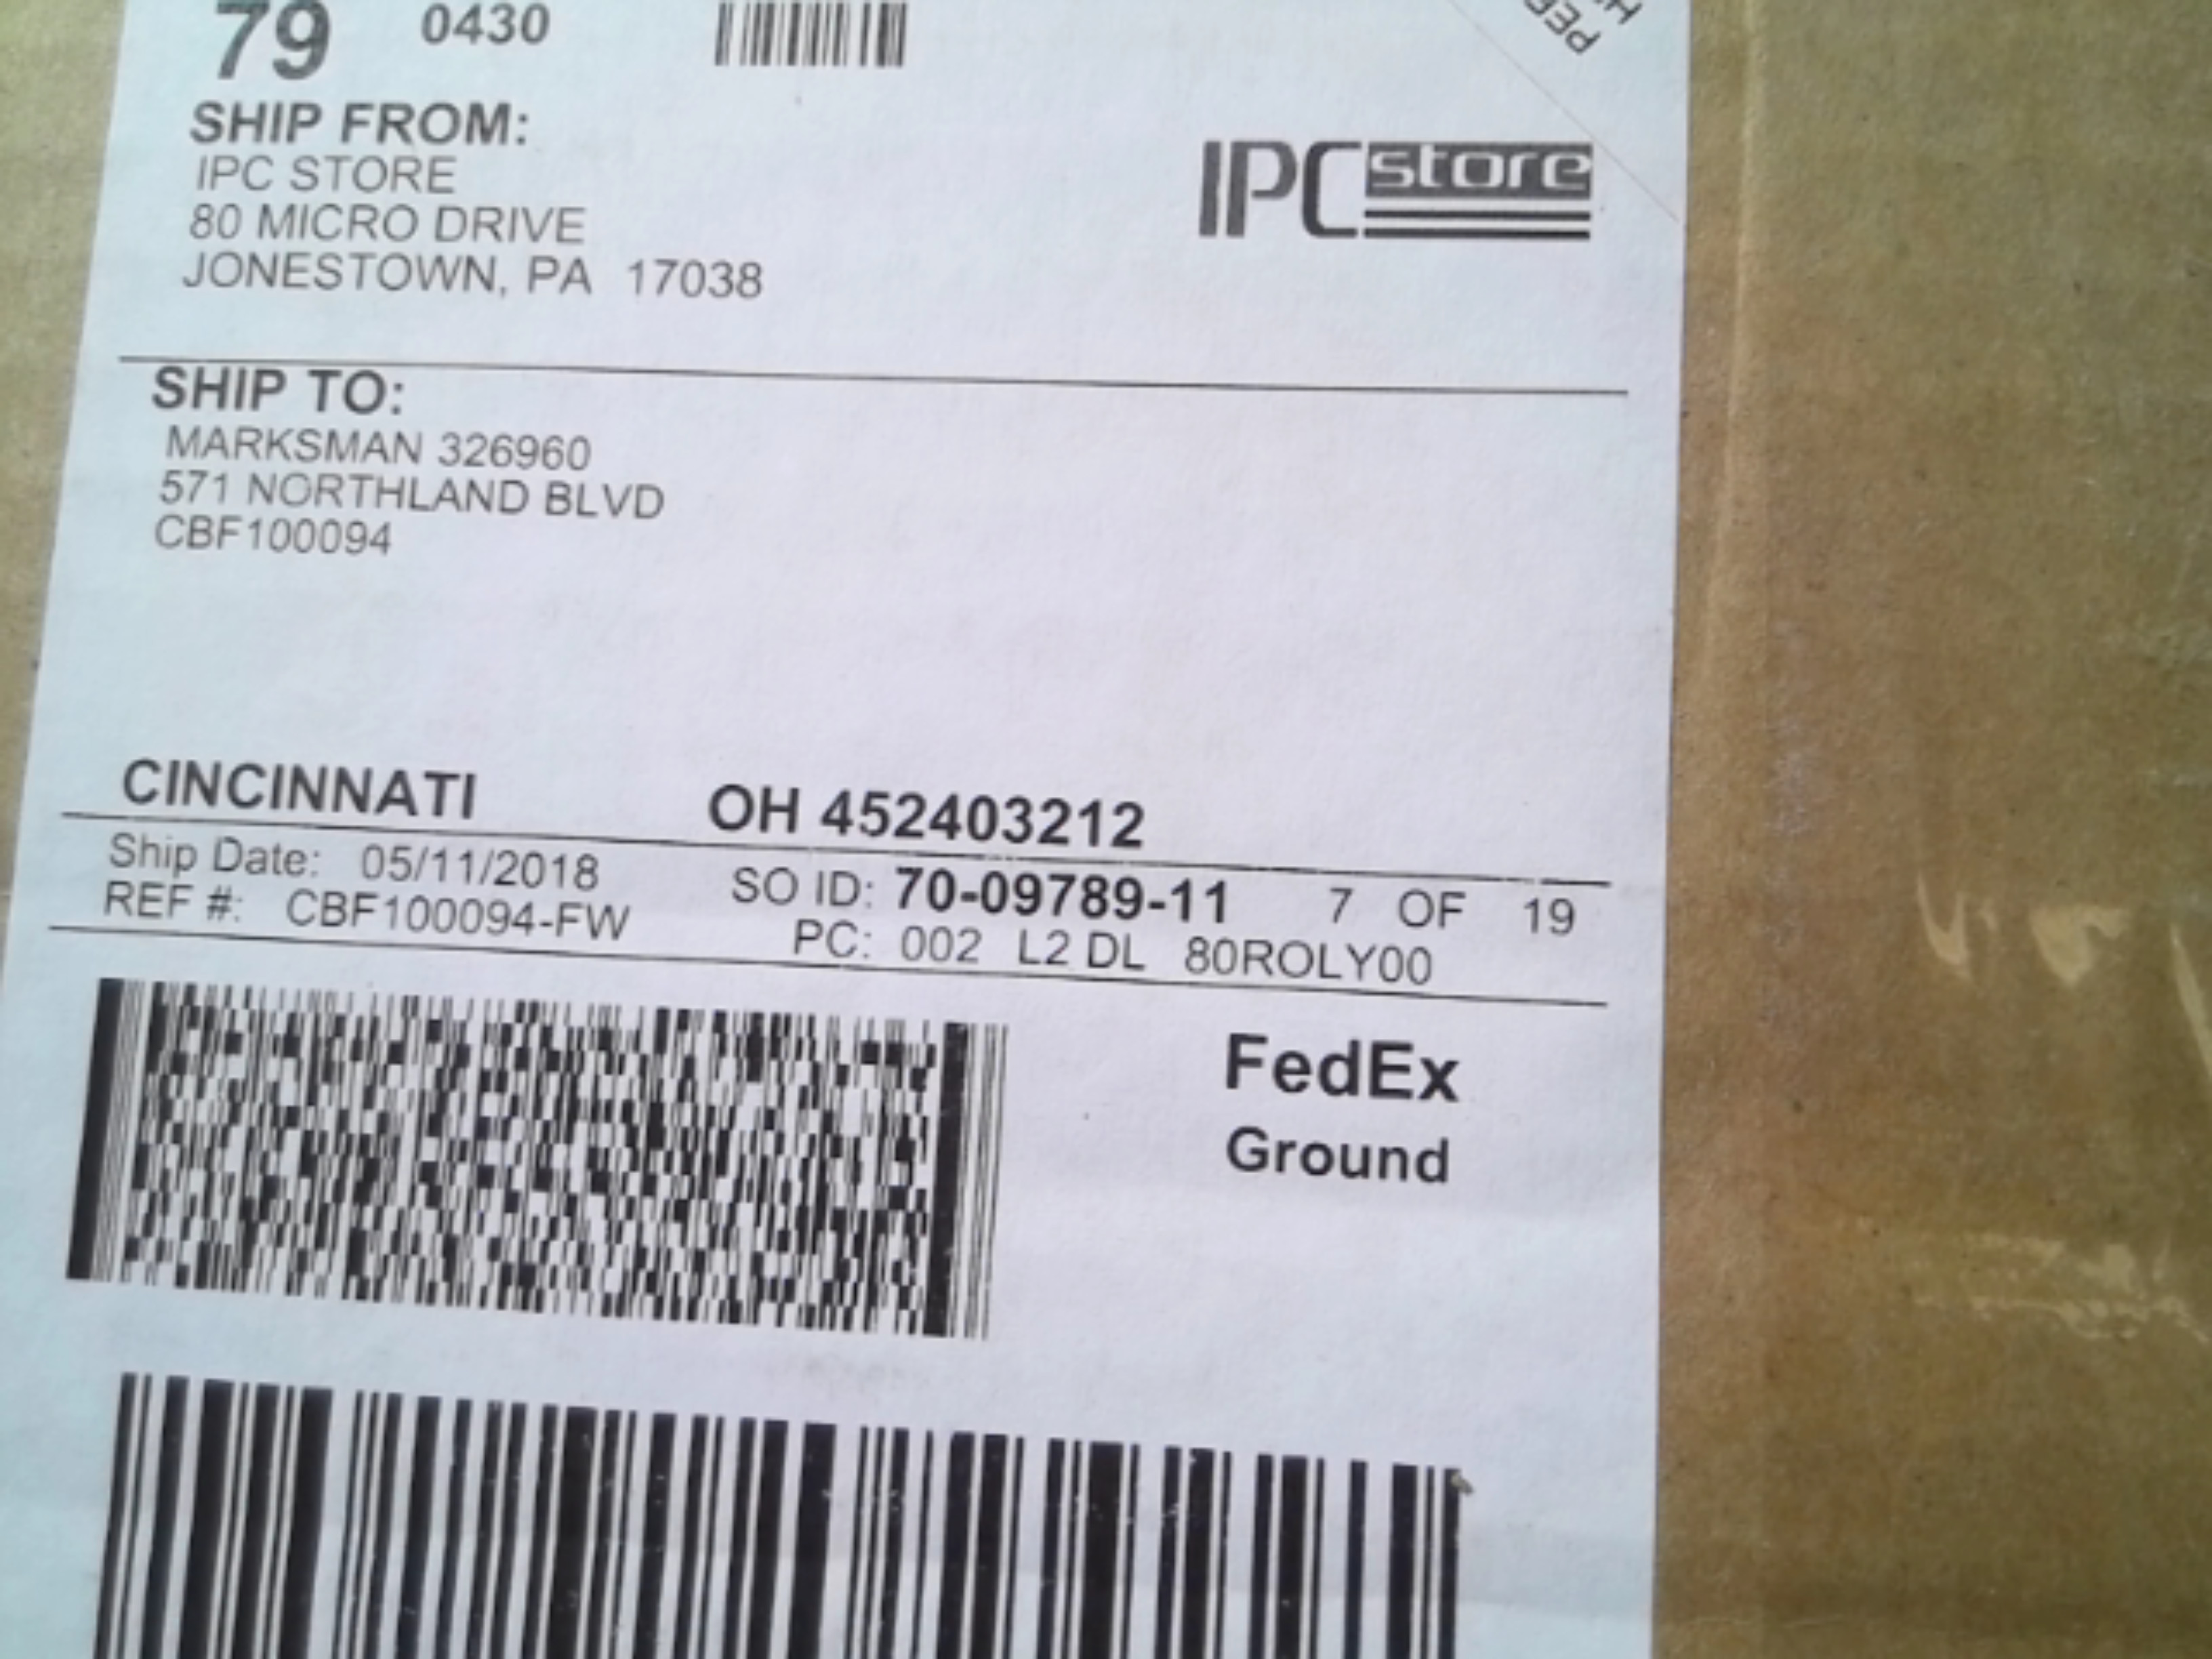 79 0430
SHIP FROM:
IPC STORE
80 MICRO DRIVE
JONESTOWN, PA 17038
IPC store
SHIP TO:
MARKSMAN 326960
571 NORTHLAND BLVD
CBF100094
CINCINNATI OH 452403212
Ship Date: 05/11/2018 SO ID: 70-09789-11 7 OF 19
REF #: CBF100094-FW PC: 002 L2 DL 80ROLY00
FedEx
Ground